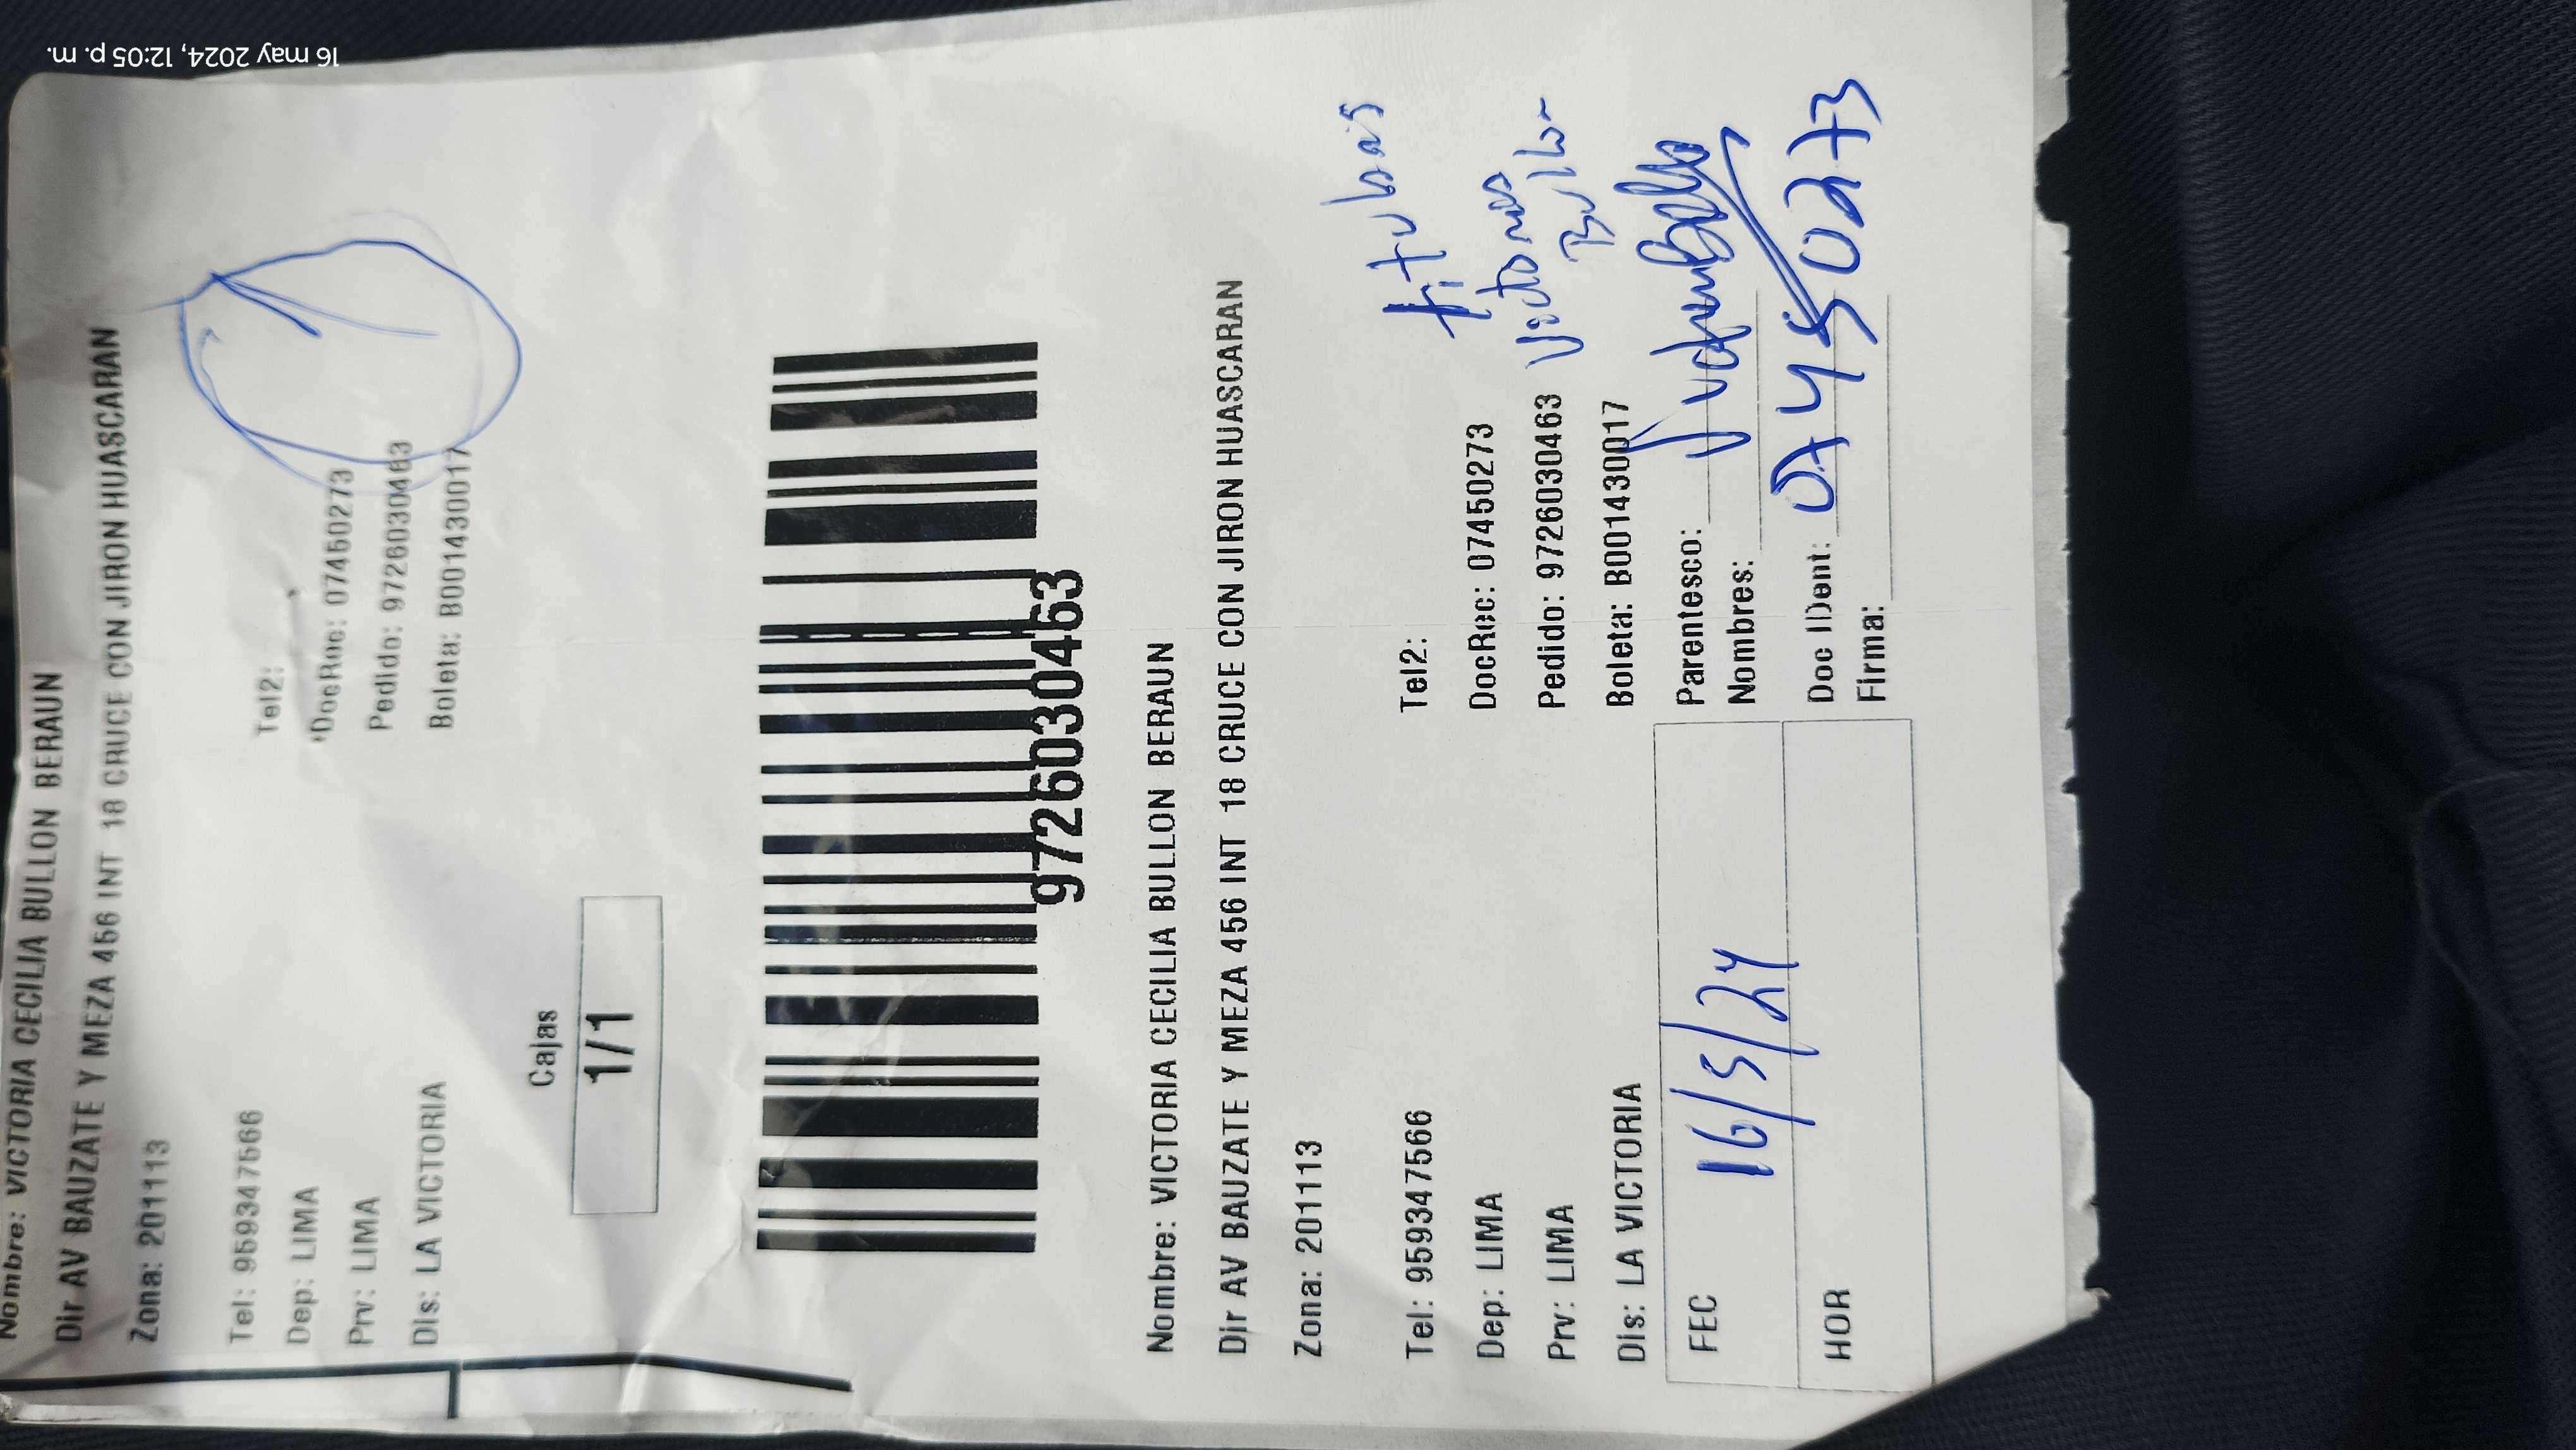 16 may 2024, 12:05 p. m.
Nombre: VICTORIA CECILIA BULLON BERAUN
Dir AV BAUZATE Y MEZA 456 INT 18 CRUCE CON JIRON HUASCARAN
Zona: 201113
Tel: 959347566 Tel2:
Dep: LIMA DocRec: 07450273
Prv: LIMA Pedido: 9726030463
Dis: LA VICTORIA Boleta: B001430017
Cajas
1/1
9726030463
Nombre: VICTORIA CECILIA BULLON BERAUN
Dir AV BAUZATE Y MEZA 456 INT 18 CRUCE CON JIRON HUASCARAN
Zona: 201113
Tel: 959347566 Tel2:
Dep: LIMA DocRec: 07450273
Prv: LIMA Pedido: 9726030463
Dis: LA VICTORIA Boleta: B001430017
FEC 16/5/24
HOR
Parentesco:
Nombres:
Doc IDent: 07450273
Firma: